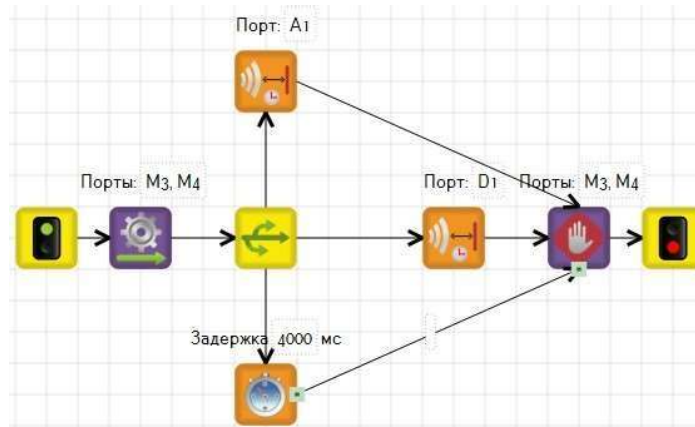 Порт: A1
Порты: M3, M4
Порт: D1
Порты: M3, M4
Задержка 4000 мс